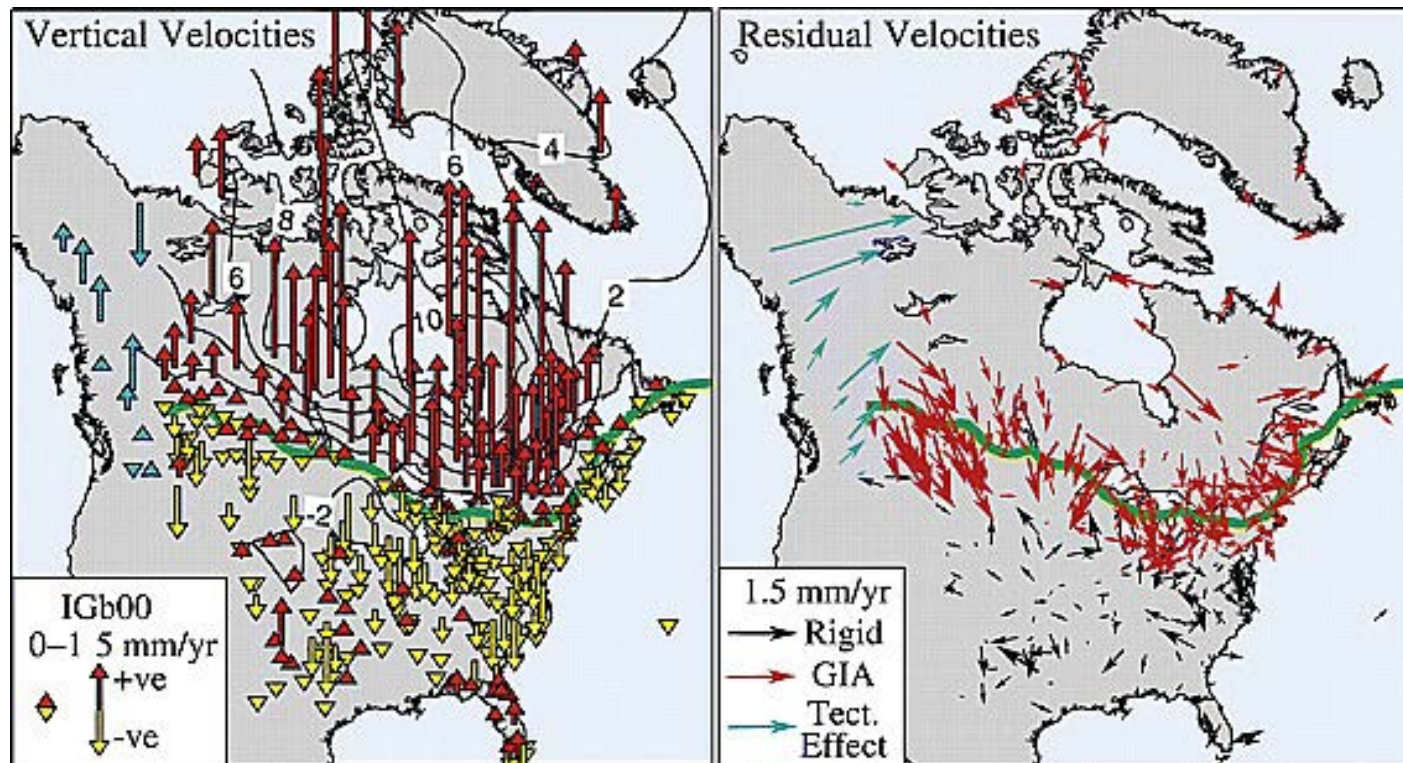 Vertical Velocities
4
6
8
6
2
10
-2
IGb00
0–1 5 mm/yr
+ve
-ve
Residual Velocities
1.5 mm/yr
Rigid
GIA
Tect.
Effect